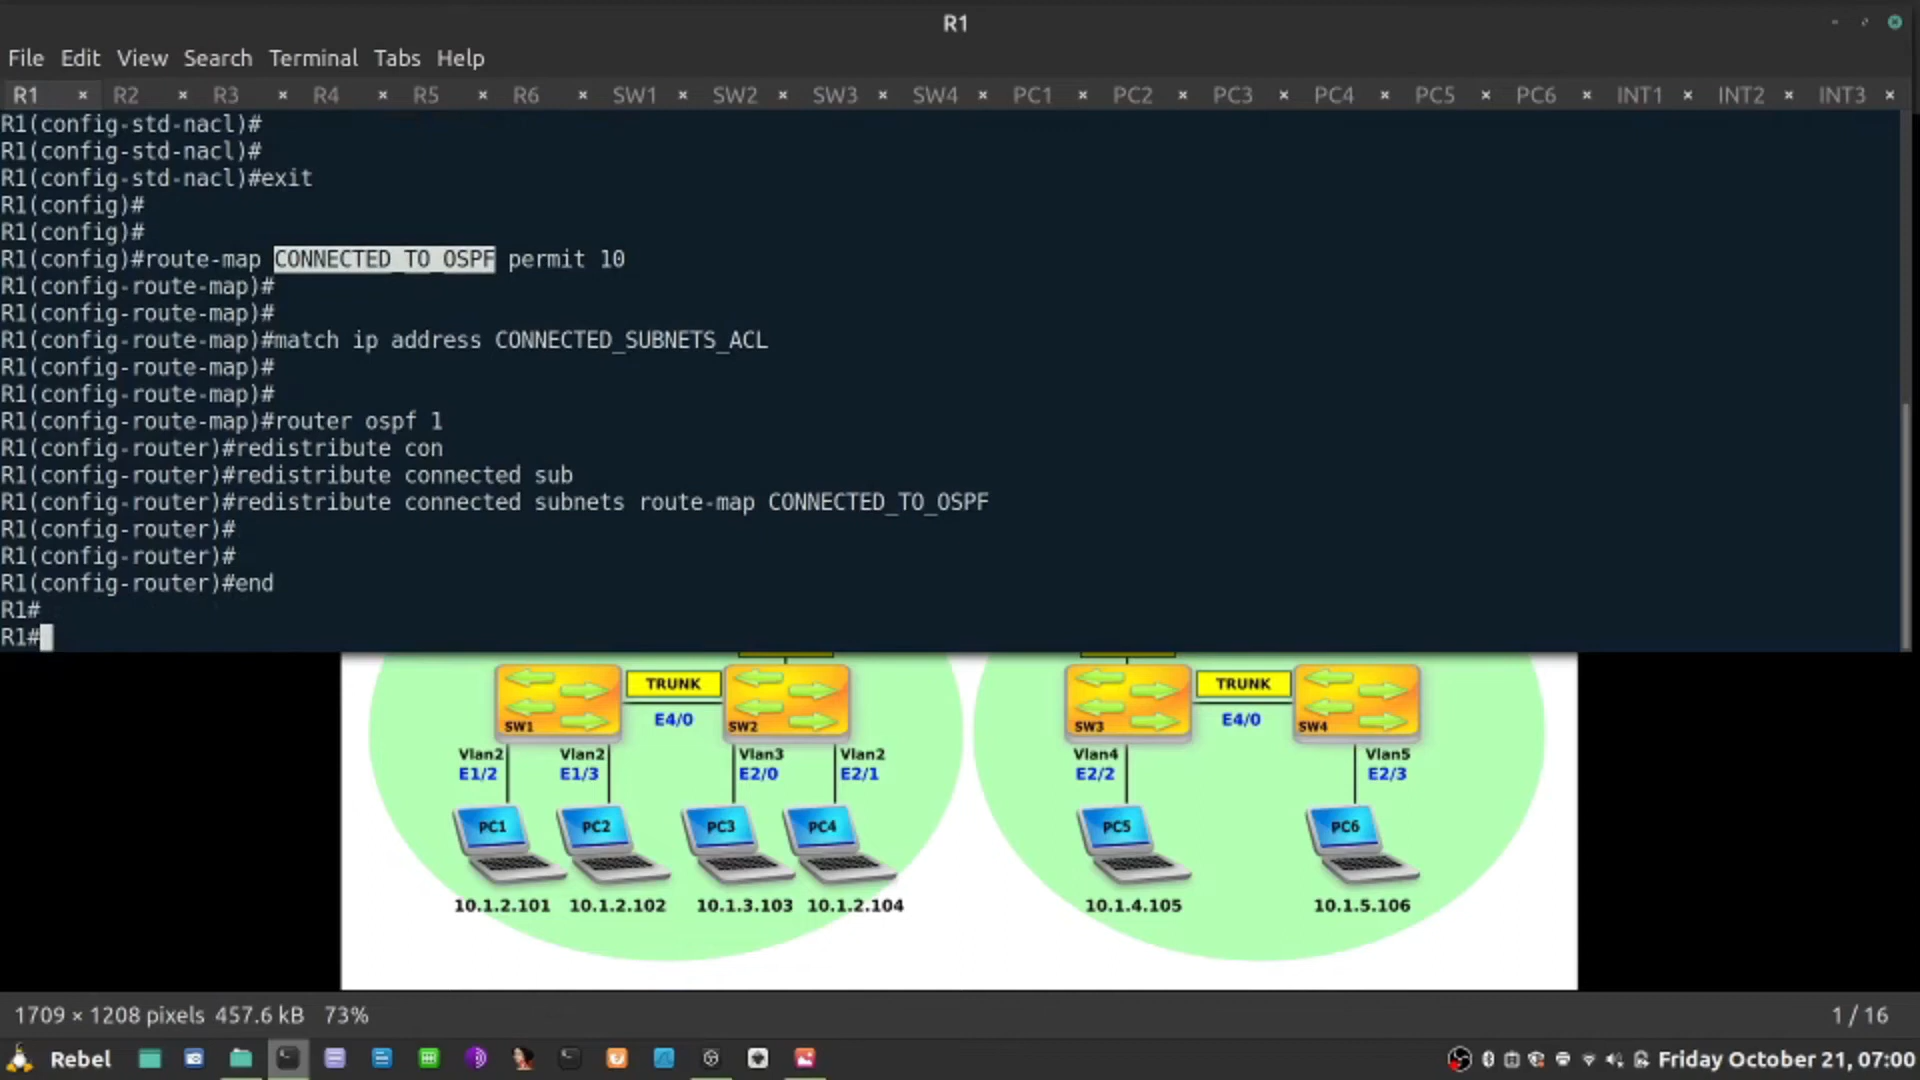 R1
File Edit View Search Terminal Tabs Help
R1 × R2 × R3 × R4 × R5 × R6 × SW1 × SW2 × SW3 × SW4 × PC1 × PC2 × PC3 × PC4 × PC5 × PC6 × INT1 × INT2 × INT3 ×
R1(config-std-nacl)#
R1(config-std-nacl)#
R1(config-std-nacl)#exit
R1(config)#
R1(config)#
R1(config)#route-map CONNECTED_TO_OSPF permit 10
R1(config-route-map)#
R1(config-route-map)#
R1(config-route-map)#match ip address CONNECTED_SUBNETS_ACL
R1(config-route-map)#
R1(config-route-map)#
R1(config-route-map)#router ospf 1
R1(config-router)#redistribute con
R1(config-router)#redistribute connected sub
R1(config-router)#redistribute connected subnets route-map CONNECTED_TO_OSPF
R1(config-router)#
R1(config-router)#
R1(config-router)#end
R1#
R1#
TRUNK TRUNK
E4/0 E4/0
SW1 SW2 SW3 SW4
Vlan2 Vlan2 Vlan3 Vlan2 Vlan4 Vlan5
E1/2 E1/3 E2/0 E2/1 E2/2 E2/3
PC1 PC2 PC3 PC4 PC5 PC6
10.1.2.101 10.1.2.102 10.1.3.103 10.1.2.104 10.1.4.105 10.1.5.106
1709 × 1208 pixels 457.6 kB 73% 1 / 16
Rebel Friday October 21, 07:00